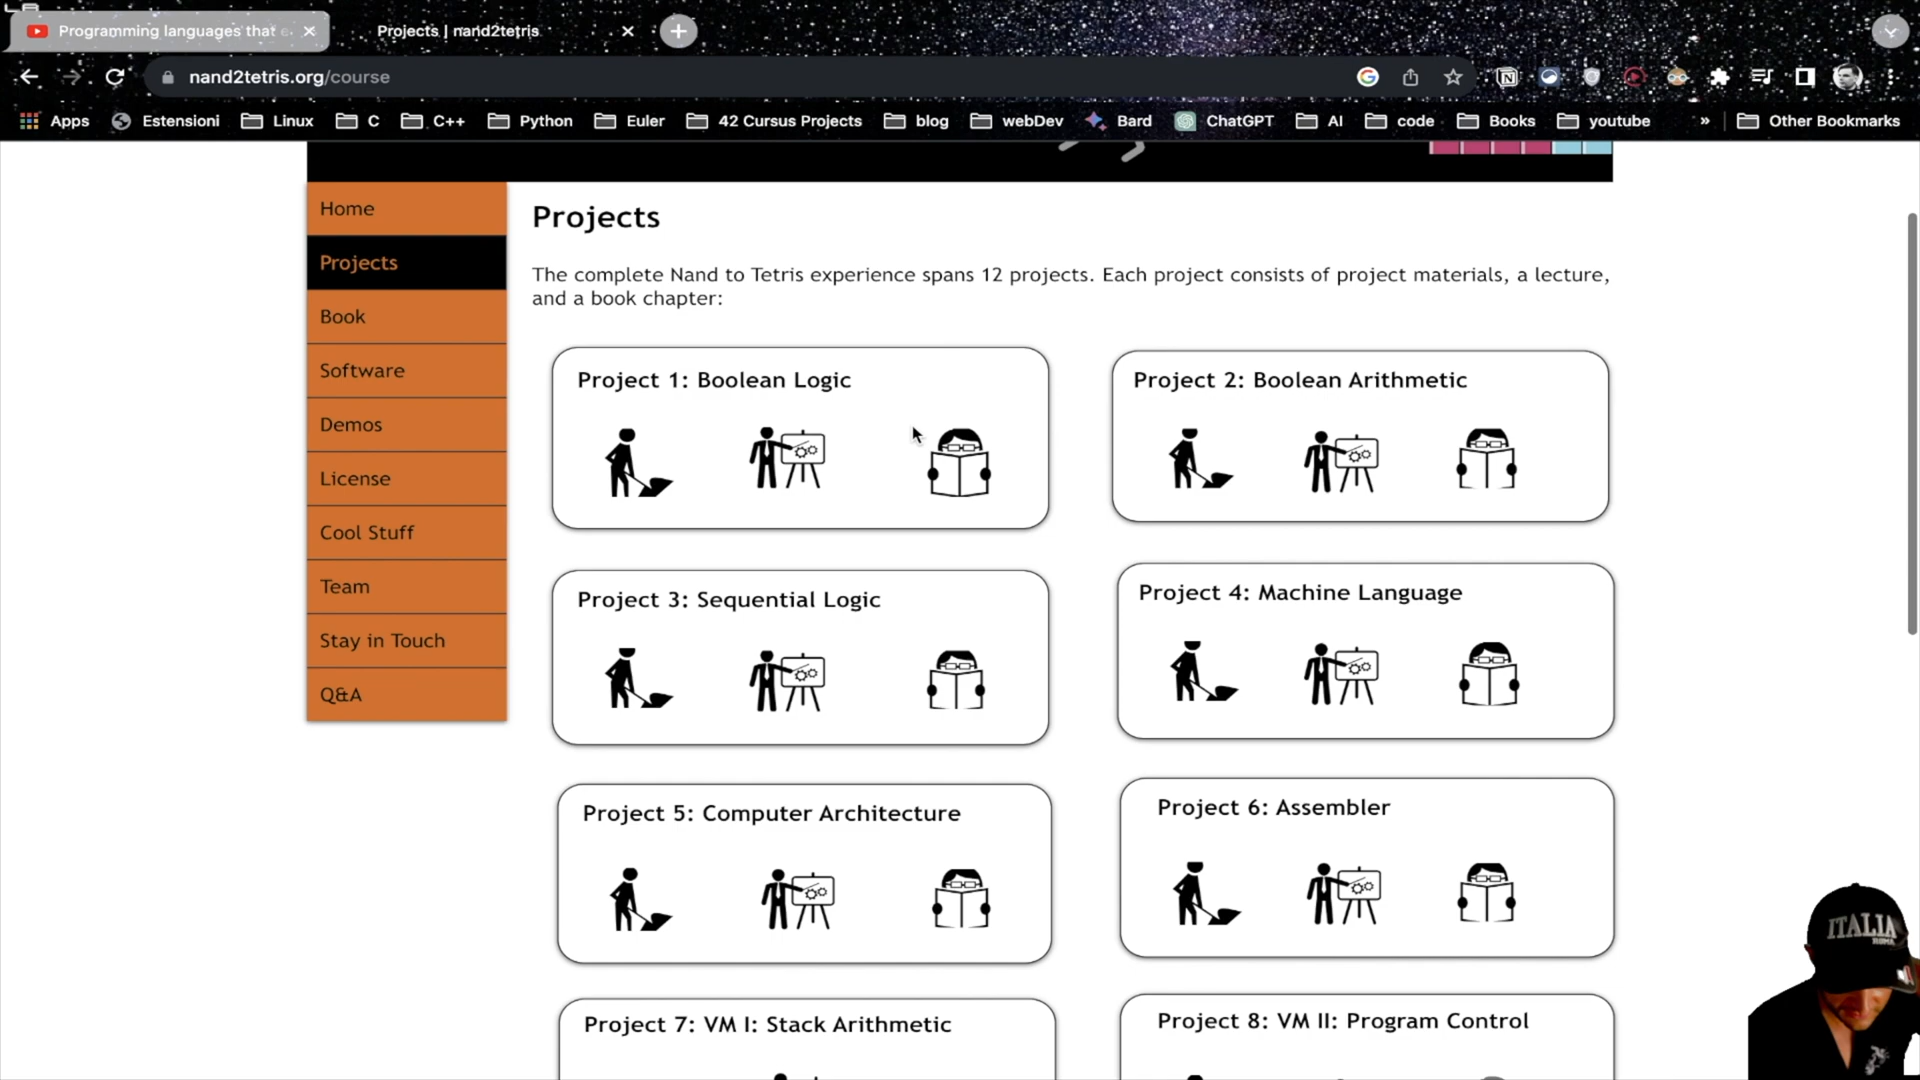 Programming languages that
Projects | nand2tetris
nand2tetris.org/course
Apps
Estensioni
Linux
C
C++
Python
Euler
42 Cursus Projects
blog
webDev
Bard
ChatGPT
AI
code
Books
youtube
»
Other Bookmarks
Home
Projects
Book
Software
Demos
License
Cool Stuff
Team
Stay in Touch
Q&A
Projects
The complete Nand to Tetris experience spans 12 projects. Each project consists of project materials, a lecture,
and a book chapter:
Project 1: Boolean Logic
Project 2: Boolean Arithmetic
Project 3: Sequential Logic
Project 4: Machine Language
Project 5: Computer Architecture
Project 6: Assembler
Project 7: VM I: Stack Arithmetic
Project 8: VM II: Program Control
ITALIA
ROMA